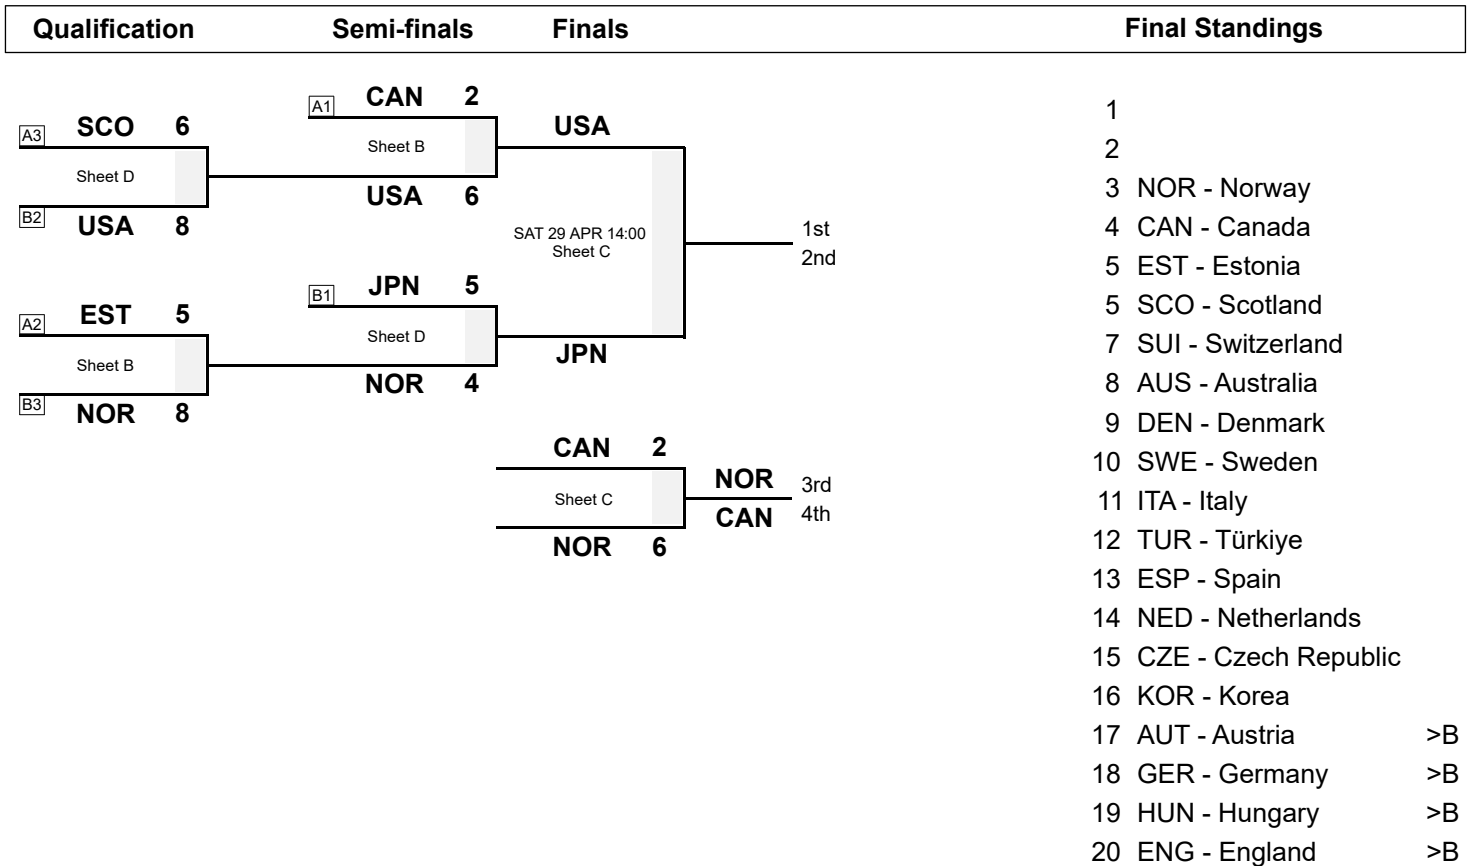 Qualification Semi-finals Finals Final Standings
A1 CAN 2
A3 SCO 6
Sheet B
USA
Sheet D
USA 6
B2 USA 8
SAT 29 APR 14:00
Sheet C
1st
2nd
B1 JPN 5
A2 EST 5
Sheet D
JPN
Sheet B
NOR 4
B3 NOR 8
CAN 2
Sheet C
NOR 3rd
CAN 4th
NOR 6
1
2
3 NOR - Norway
4 CAN - Canada
5 EST - Estonia
5 SCO - Scotland
7 SUI - Switzerland
8 AUS - Australia
9 DEN - Denmark
10 SWE - Sweden
11 ITA - Italy
12 TUR - Türkiye
13 ESP - Spain
14 NED - Netherlands
15 CZE - Czech Republic
16 KOR - Korea
17 AUT - Austria >B
18 GER - Germany >B
19 HUN - Hungary >B
20 ENG - England >B